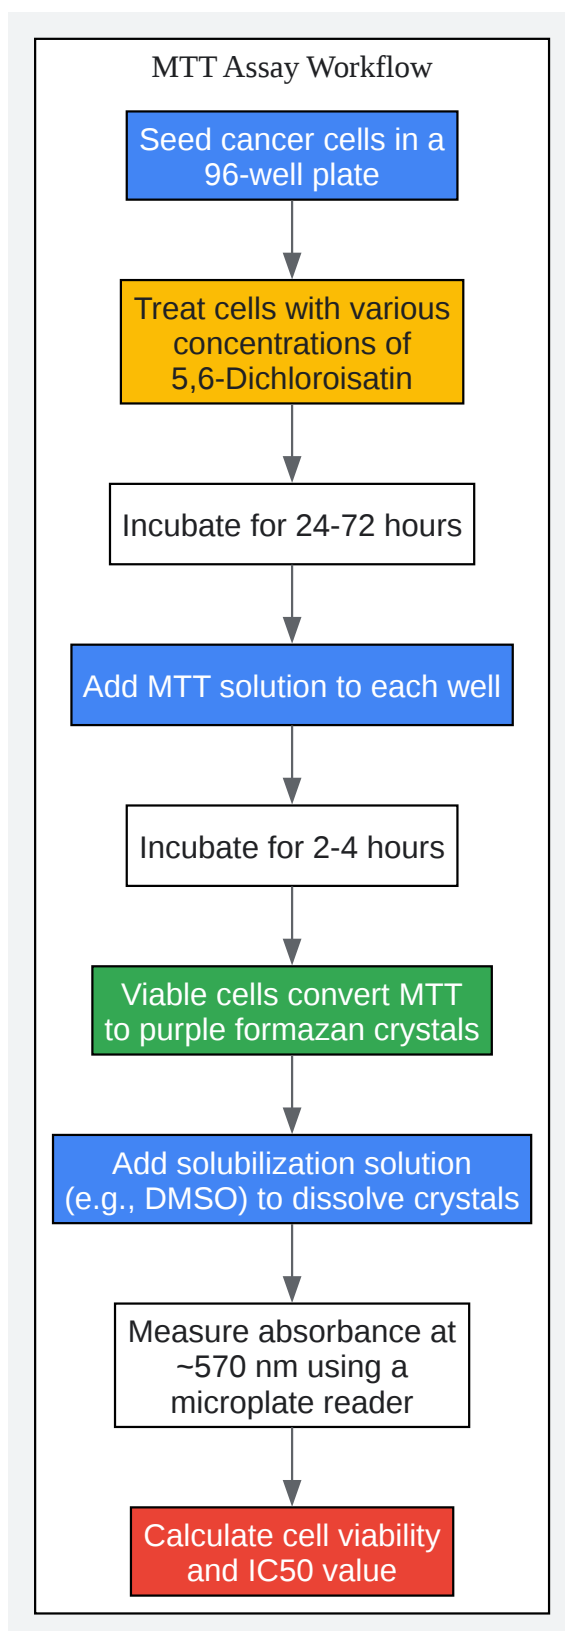 MTT Assay Workflow
Seed cancer cells in a
96-well plate
Treat cells with various
concentrations of
5,6-Dichloroisatin
Incubate for 24-72 hours
Add MTT solution to each well
Incubate for 2-4 hours
Viable cells convert MTT
to purple formazan crystals
Add solubilization solution
(e.g., DMSO) to dissolve crystals
Measure absorbance at
~570 nm using a
microplate reader
Calculate cell viability
and IC50 value